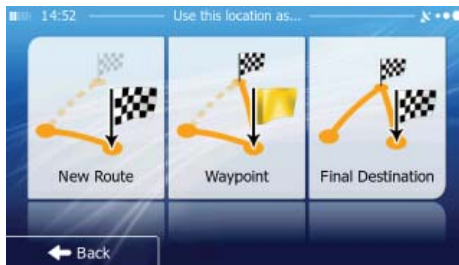 14:52 Use this location as...
New Route Waypoint Final Destination
Back